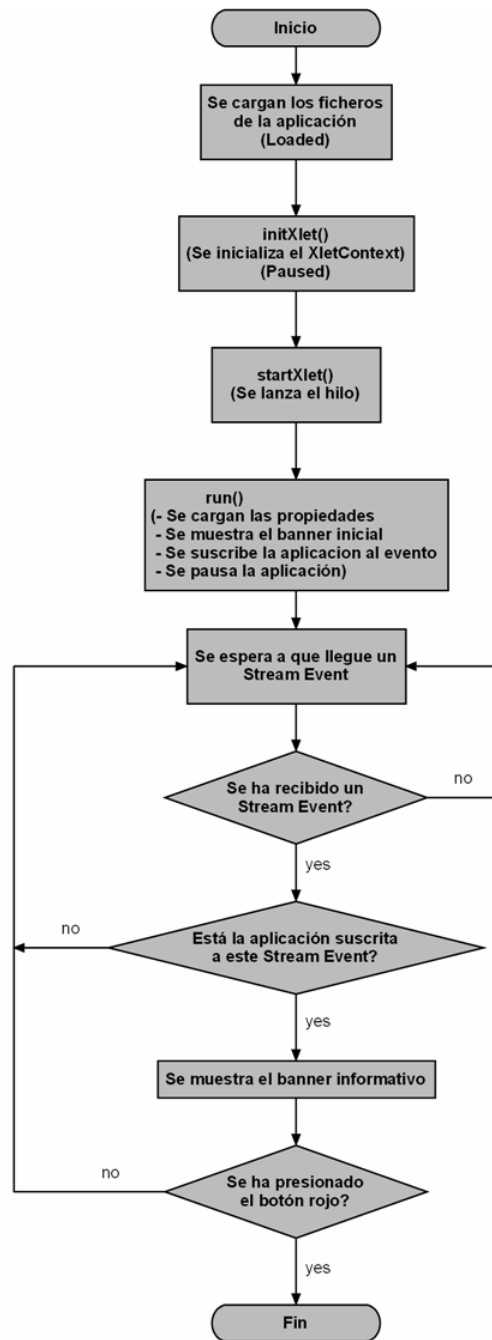 Inicio
Se cargan los ficheros
de la aplicación
(Loaded)
initXlet()
(Se inicializa el XletContext)
(Paused)
startXlet()
(Se lanza el hilo)
run()
(- Se cargan las propiedades
- Se muestra el banner inicial
- Se suscribe la aplicacion al evento
- Se pausa la aplicación)
Se espera a que llegue un
Stream Event
Se ha recibido un
Stream Event?
no
yes
Está la aplicación suscrita
a este Stream Event?
no
yes
Se muestra el banner informativo
Se ha presionado
el botón rojo?
no
yes
Fin